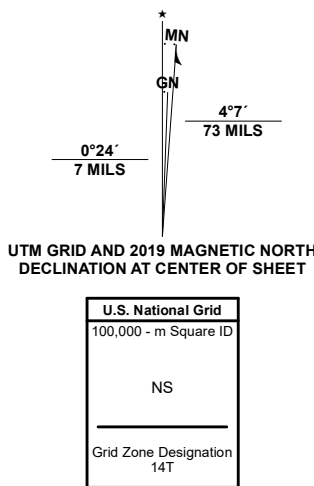 ★
MN
GN
4°7´
73 MILS
0°24´
7 MILS
UTM GRID AND 2019 MAGNETIC NORTH
DECLINATION AT CENTER OF SHEET
U.S. National Grid
100,000 - m Square ID
NS
Grid Zone Designation
14T